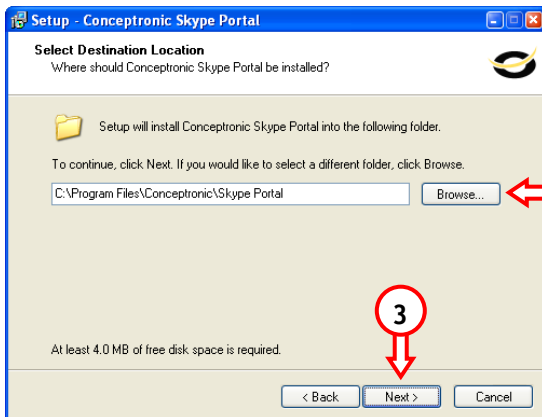 Setup - Conceptronic Skype Portal
Select Destination Location
Where should Conceptronic Skype Portal be installed?
Setup will install Conceptronic Skype Portal into the following folder.
To continue, click Next. If you would like to select a different folder, click Browse.
C:\Program Files\Conceptronic\Skype Portal
Browse...
3
At least 4.0 MB of free disk space is required.
< Back Next > Cancel